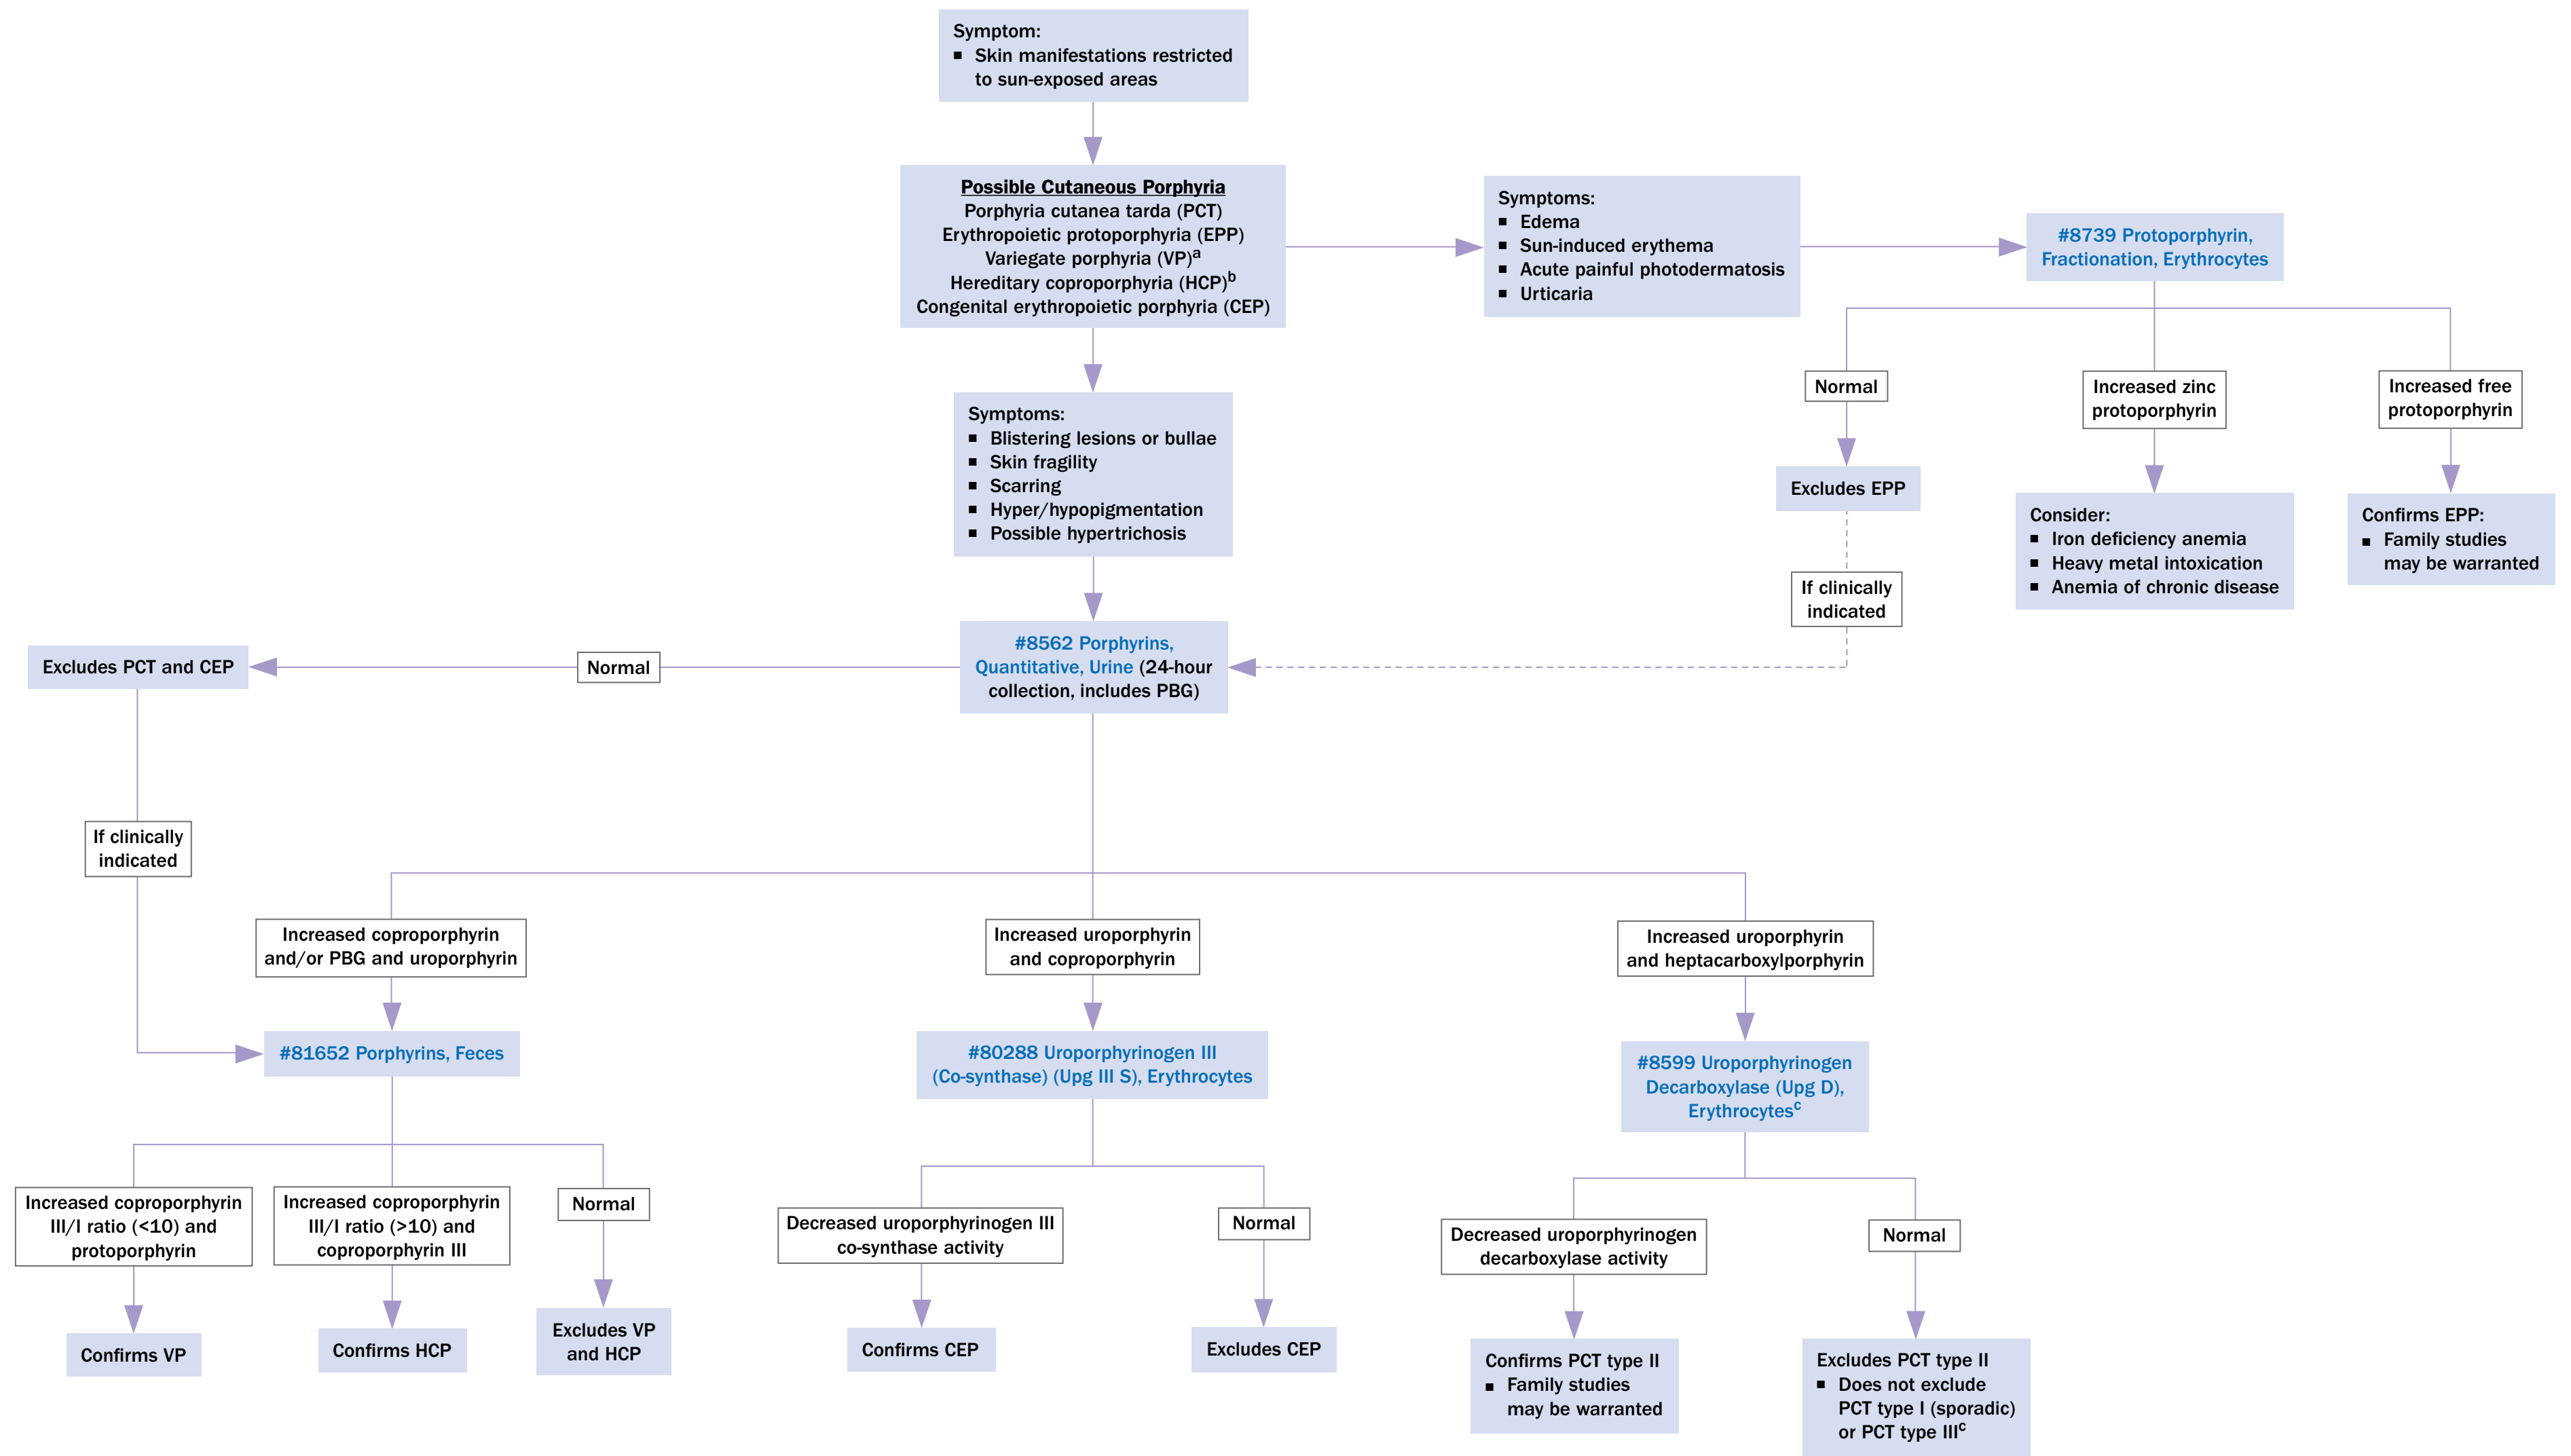 Symptom:
▪ Skin manifestations restricted
to sun-exposed areas
Possible Cutaneous Porphyria
Porphyria cutanea tarda (PCT)
Erythropoietic protoporphyria (EPP)
Variegate porphyria (VP)a
Hereditary coproporphyria (HCP)b
Congenital erythropoietic porphyria (CEP)
Symptoms:
▪ Edema
▪ Sun-induced erythema
▪ Acute painful photodermatosis
▪ Urticaria
#8739 Protoporphyrin,
Fractionation, Erythrocytes
Normal
Increased zinc
protoporphyrin
Increased free
protoporphyrin
Excludes EPP
Consider:
▪ Iron deficiency anemia
▪ Heavy metal intoxication
▪ Anemia of chronic disease
Confirms EPP:
▪ Family studies
may be warranted
If clinically
indicated
Symptoms:
▪ Blistering lesions or bullae
▪ Skin fragility
▪ Scarring
▪ Hyper/hypopigmentation
▪ Possible hypertrichosis
#8562 Porphyrins,
Quantitative, Urine (24-hour
collection, includes PBG)
Normal
Excludes PCT and CEP
If clinically
indicated
Increased coproporphyrin
and/or PBG and uroporphyrin
Increased uroporphyrin
and coproporphyrin
Increased uroporphyrin
and heptacarboxylporphyrin
#81652 Porphyrins, Feces
#80288 Uroporphyrinogen III
(Co-synthase) (Upg III S), Erythrocytes
#8599 Uroporphyrinogen
Decarboxylase (Upg D),
Erythrocytesc
Increased coproporphyrin
III/I ratio (<10) and
protoporphyrin
Increased coproporphyrin
III/I ratio (>10) and
coproporphyrin III
Normal
Decreased uroporphyrinogen III
co-synthase activity
Normal
Decreased uroporphyrinogen
decarboxylase activity
Normal
Confirms VP
Confirms HCP
Excludes VP
and HCP
Confirms CEP
Excludes CEP
Confirms PCT type II
▪ Family studies
may be warranted
Excludes PCT type II
▪ Does not exclude
PCT type I (sporadic)
or PCT type IIIc